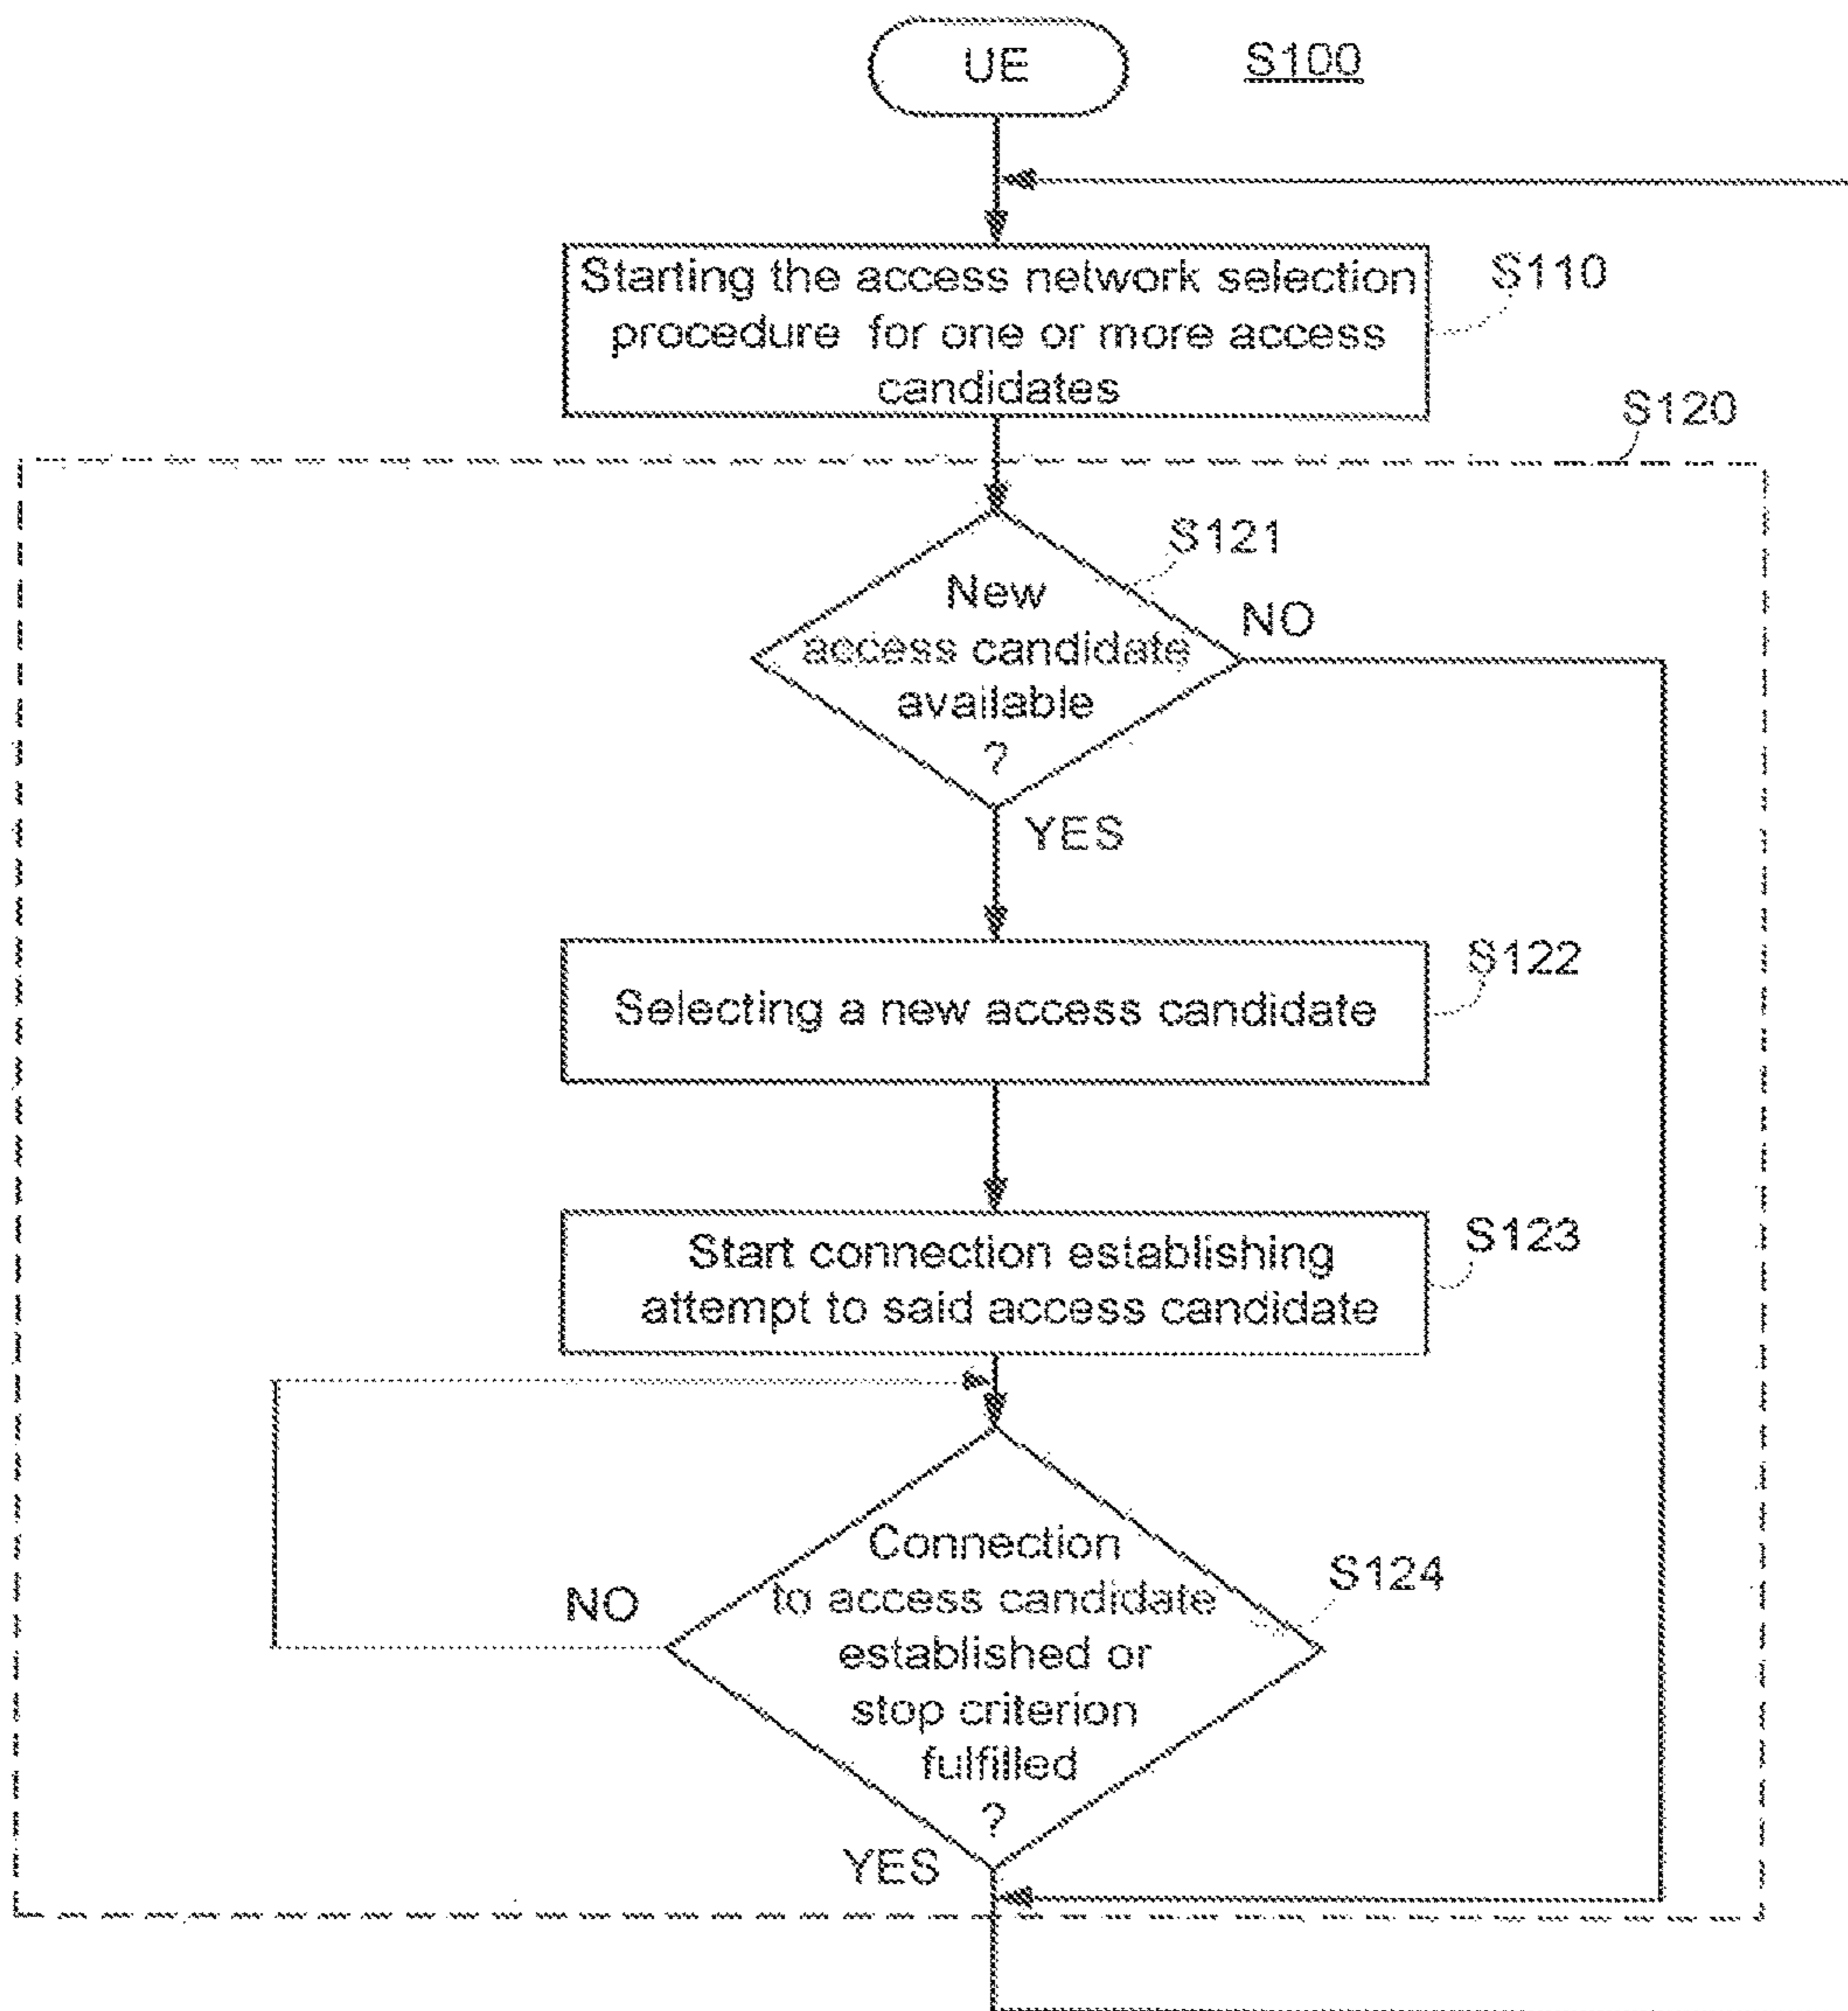 UE
S100
Starting the access network selection
procedure for one or more access
candidates
S110
S120
S121
New
access candidate
available
?
NO
YES
Selecting a new access candidate
S122
Start connection establishing
attempt to said access candidate
S123
Connection
to access candidate
established or
stop criterion
fulfilled
?
S124
NO
YES